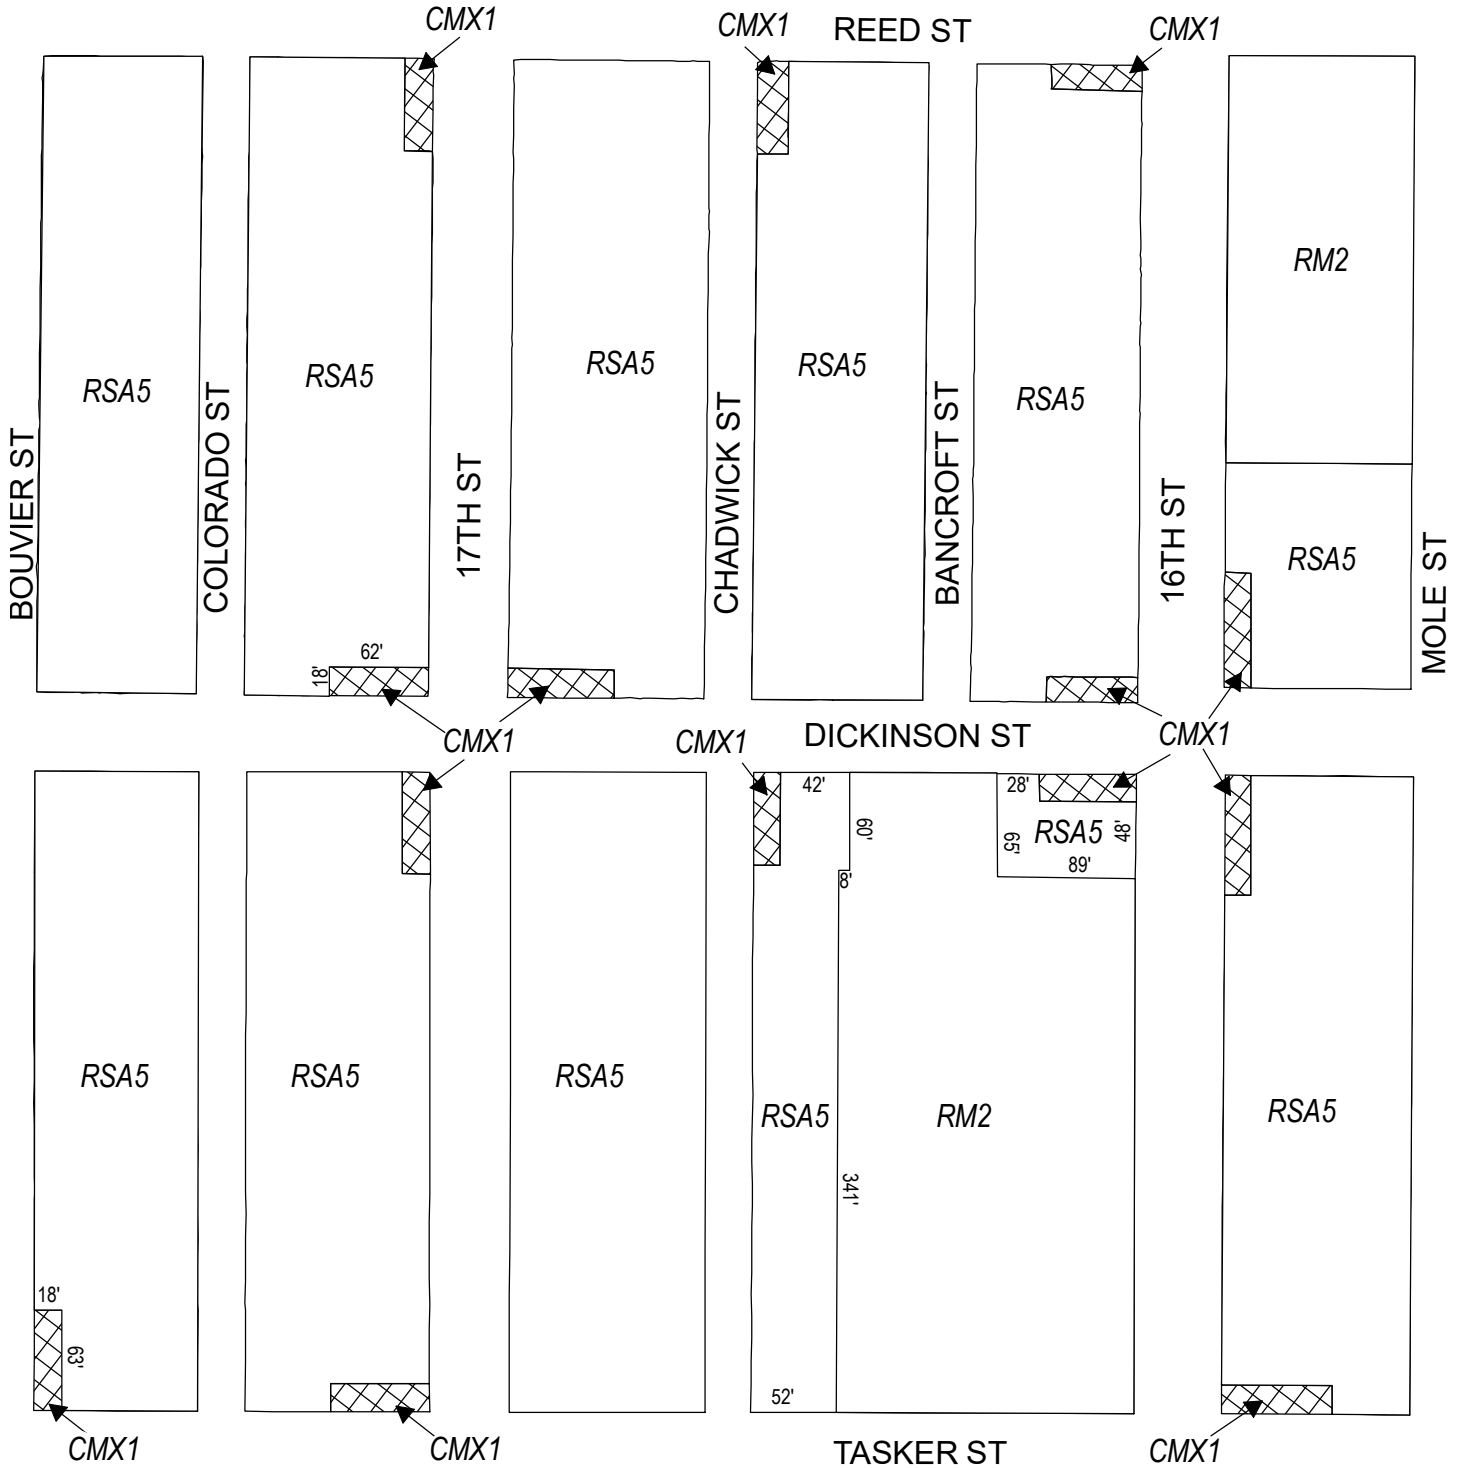 CMX1
CMX1
REED ST
CMX1
RM2
RSA5
RSA5
RSA5
RSA5
RSA5
BOUVIER ST
COLORADO ST
17TH ST
CHADWICK ST
BANCROFT ST
16TH ST
RSA5
MOLE ST
62'
18'
CMX1
CMX1
DICKINSON ST
CMX1
42'
60'
8'
28'
65'
RSA5
48'
89'
RSA5
RSA5
RSA5
RSA5
RM2
RSA5
341'
18'
63'
52'
CMX1
CMX1
TASKER ST
CMX1